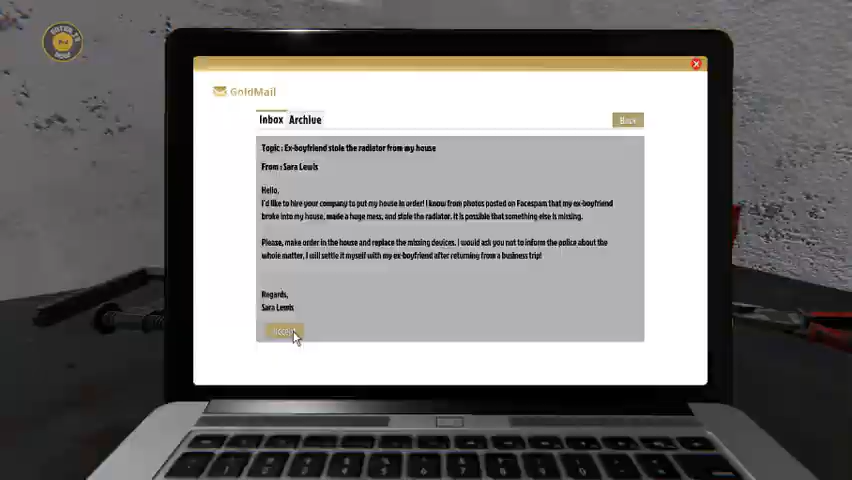 GoldMail
Inbox Archive
Back
Topic : Ex-boyfriend stole the radiator from my house
From : Sara Lewis
Hello,
I'd like to hire your company to put my house in order! I know from photos posted on Facespam that my ex-boyfriend
broke into my house, made a huge mess, and stole the radiator. It is possible that something else is missing.
Please, make order in the house and replace the missing devices. I would ask you not to inform the police about the
whole matter, I will settle it myself with my ex-boyfriend after returning from a business trip!
Regards,
Sara Lewis
Accept